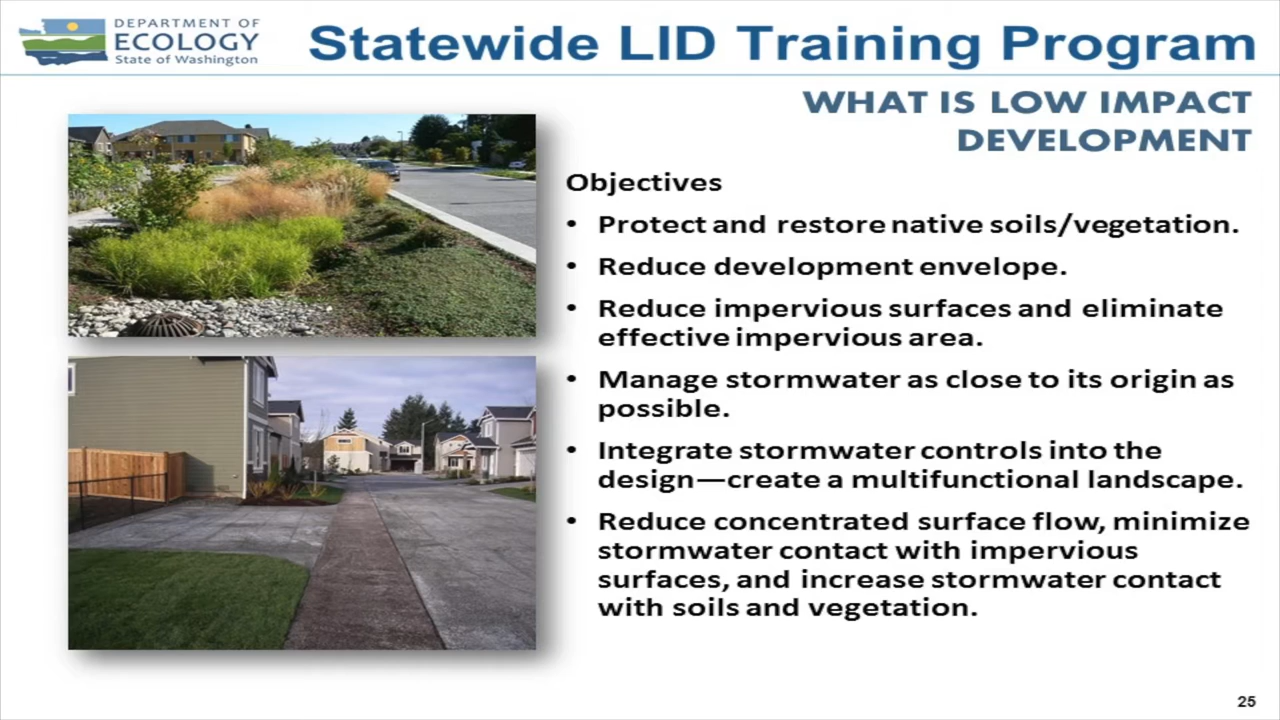 DEPARTMENT OF
ECOLOGY
State of Washington
Statewide LID Training Program
WHAT IS LOW IMPACT
DEVELOPMENT
Objectives
• Protect and restore native soils/vegetation.
• Reduce development envelope.
• Reduce impervious surfaces and eliminate
effective impervious area.
• Manage stormwater as close to its origin as
possible.
• Integrate stormwater controls into the
design—create a multifunctional landscape.
• Reduce concentrated surface flow, minimize
stormwater contact with impervious
surfaces, and increase stormwater contact
with soils and vegetation.
25